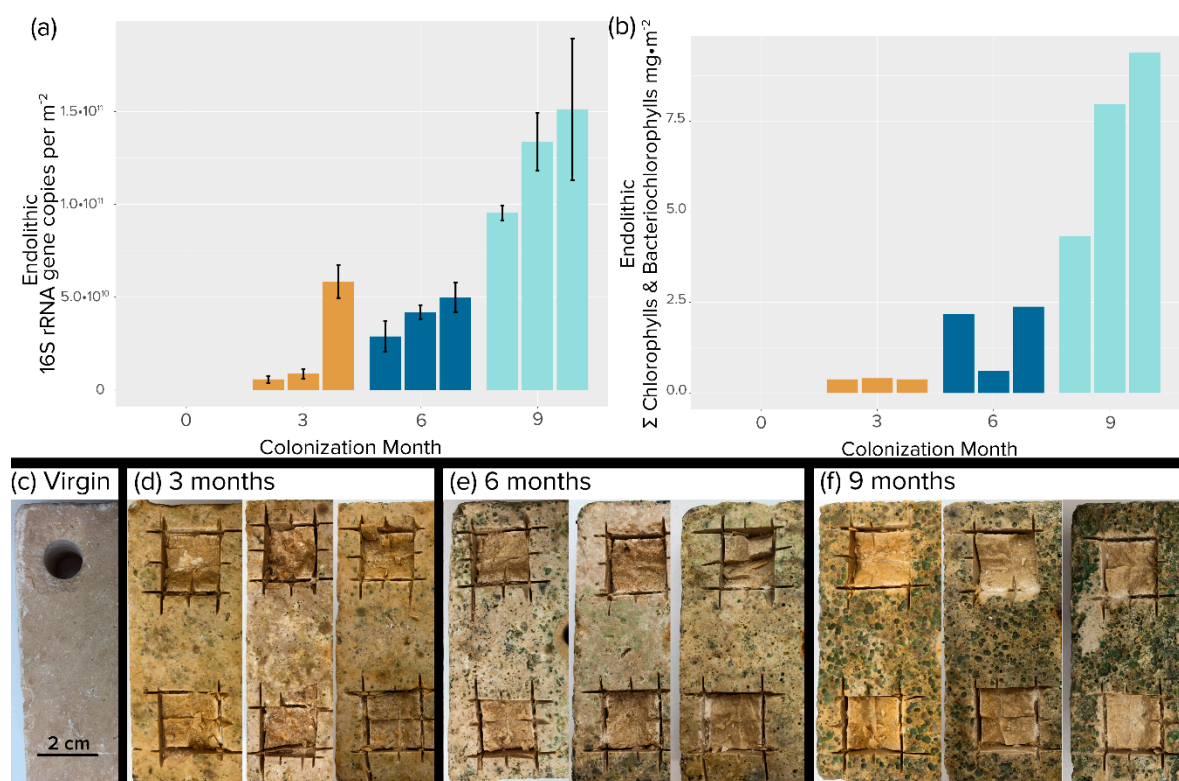 (a)
Endolithic
16S rRNA gene copies per m⁻²
1.5•10¹¹
1.0•10¹¹
5.0•10¹⁰
0
0
3
6
9
Colonization Month
(b)
Endolithic
Σ Chlorophylls & Bacteriochlorophylls mg•m⁻²
7.5
5.0
2.5
0.0
0
3
6
9
Colonization Month
(c) Virgin
(d) 3 months
(e) 6 months
(f) 9 months
2 cm